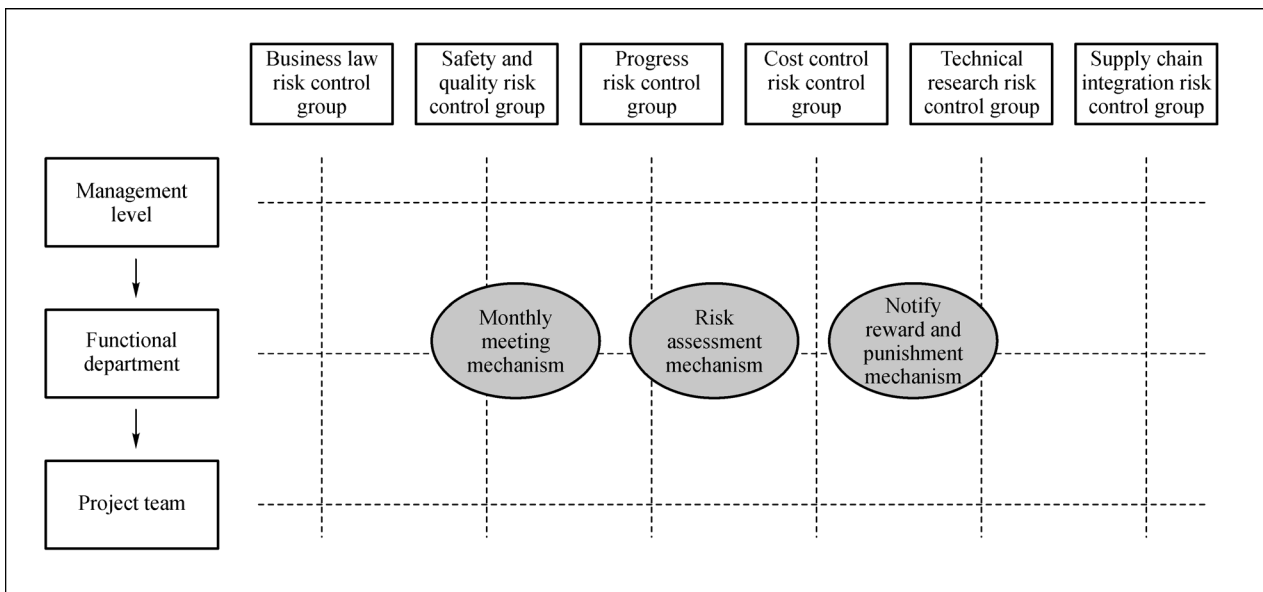 Business law
risk control
group
Safety and
quality risk
control group
Progress
risk control
group
Cost control
risk control
group
Technical
research risk
control group
Supply chain
integration risk
control group
Management
level
Functional
department
Project team
Monthly
meeting
mechanism
Risk
assessment
mechanism
Notify
reward and
punishment
mechanism